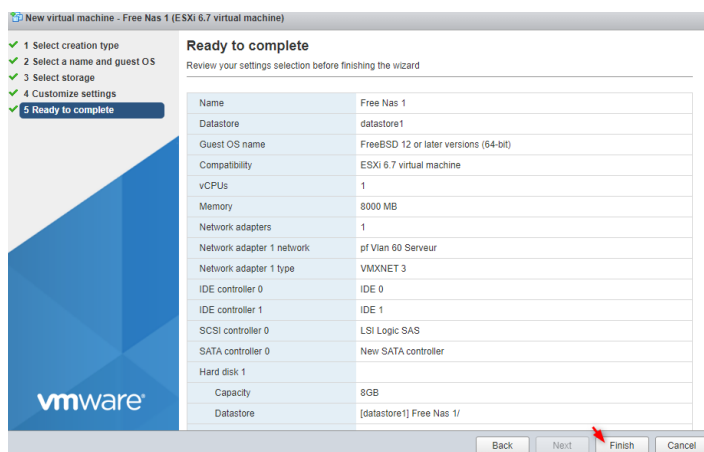 New virtual machine - Free Nas 1 (ESXi 6.7 virtual machine)
1 Select creation type
2 Select a name and guest OS
3 Select storage
4 Customize settings
5 Ready to complete
vmware®
Ready to complete
Review your settings selection before finishing the wizard
Name Free Nas 1
Datastore datastore1
Guest OS name FreeBSD 12 or later versions (64-bit)
Compatibility ESXi 6.7 virtual machine
vCPUs 1
Memory 8000 MB
Network adapters 1
Network adapter 1 network pf Vlan 60 Serveur
Network adapter 1 type VMXNET 3
IDE controller 0 IDE 0
IDE controller 1 IDE 1
SCSI controller 0 LSI Logic SAS
SATA controller 0 New SATA controller
Hard disk 1
Capacity 8GB
Datastore [datastore1] Free Nas 1/
Back Next Finish Cancel